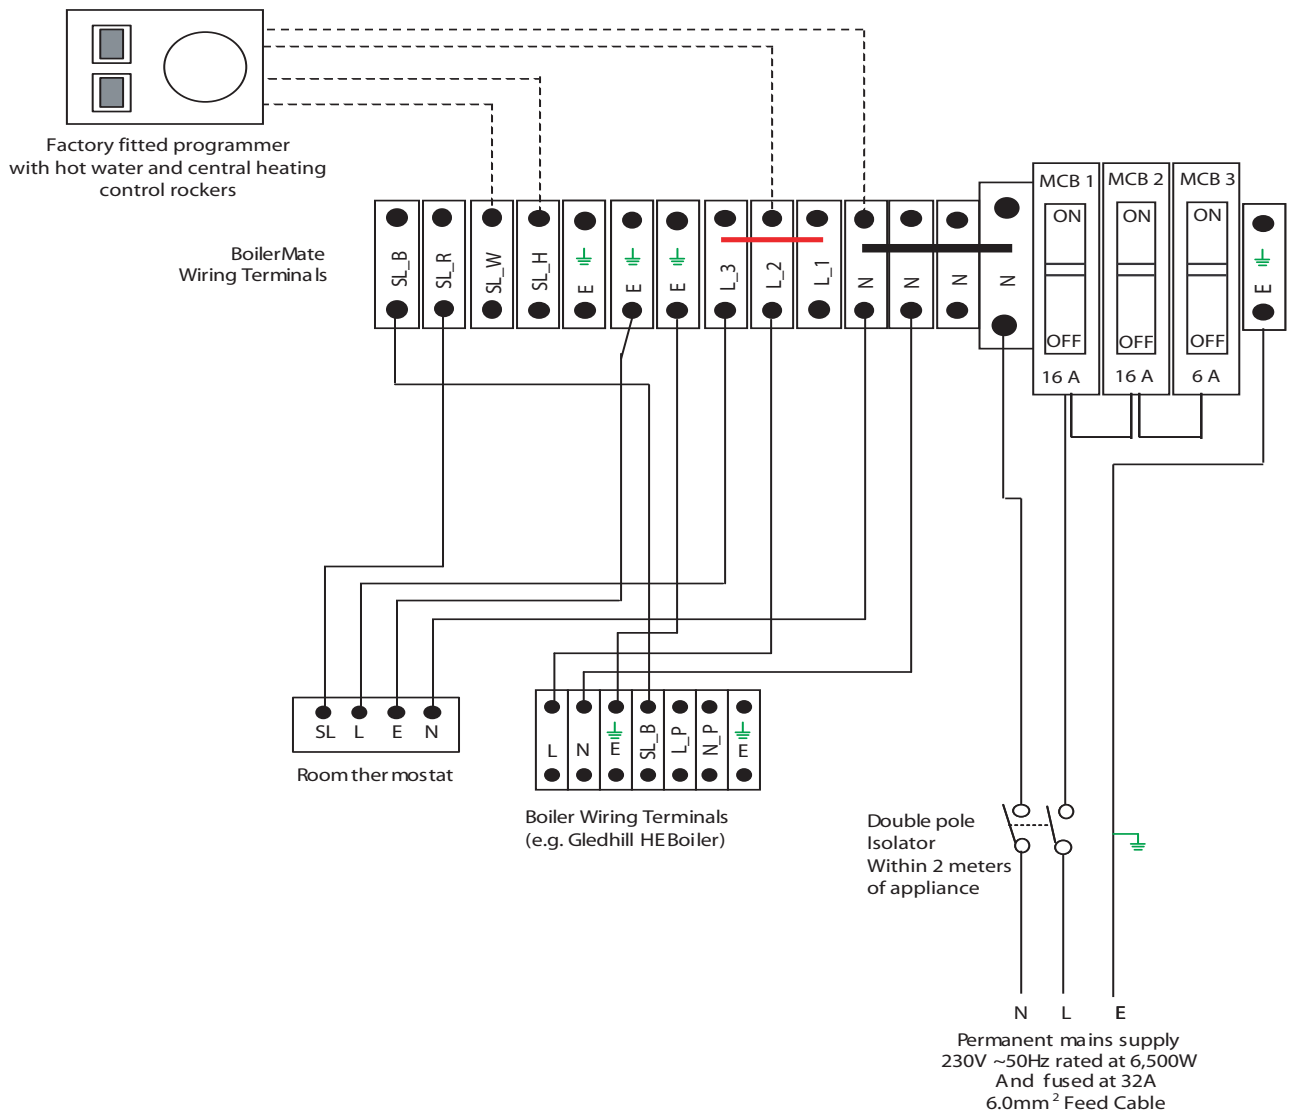 Factory fitted programmer
with hot water and central heating
control rockers
BoilerMate
Wiring Terminals
SL_B
SL_R
SL_W
SL_H
E
E
E
L_3
L_2
L_1
N
N
N
N
MCB 1
MCB 2
MCB 3
ON
ON
ON
OFF
OFF
OFF
16 A
16 A
6 A
E
SL L E N
Room thermostat
L
N
E
SL_B
L_P
N_P
E
Boiler Wiring Terminals
(e.g. Gledhill HE Boiler)
Double pole
Isolator
Within 2 meters
of appliance
N L E
Permanent mains supply
230V ~50Hz rated at 6,500W
And fused at 32A
6.0mm² Feed Cable